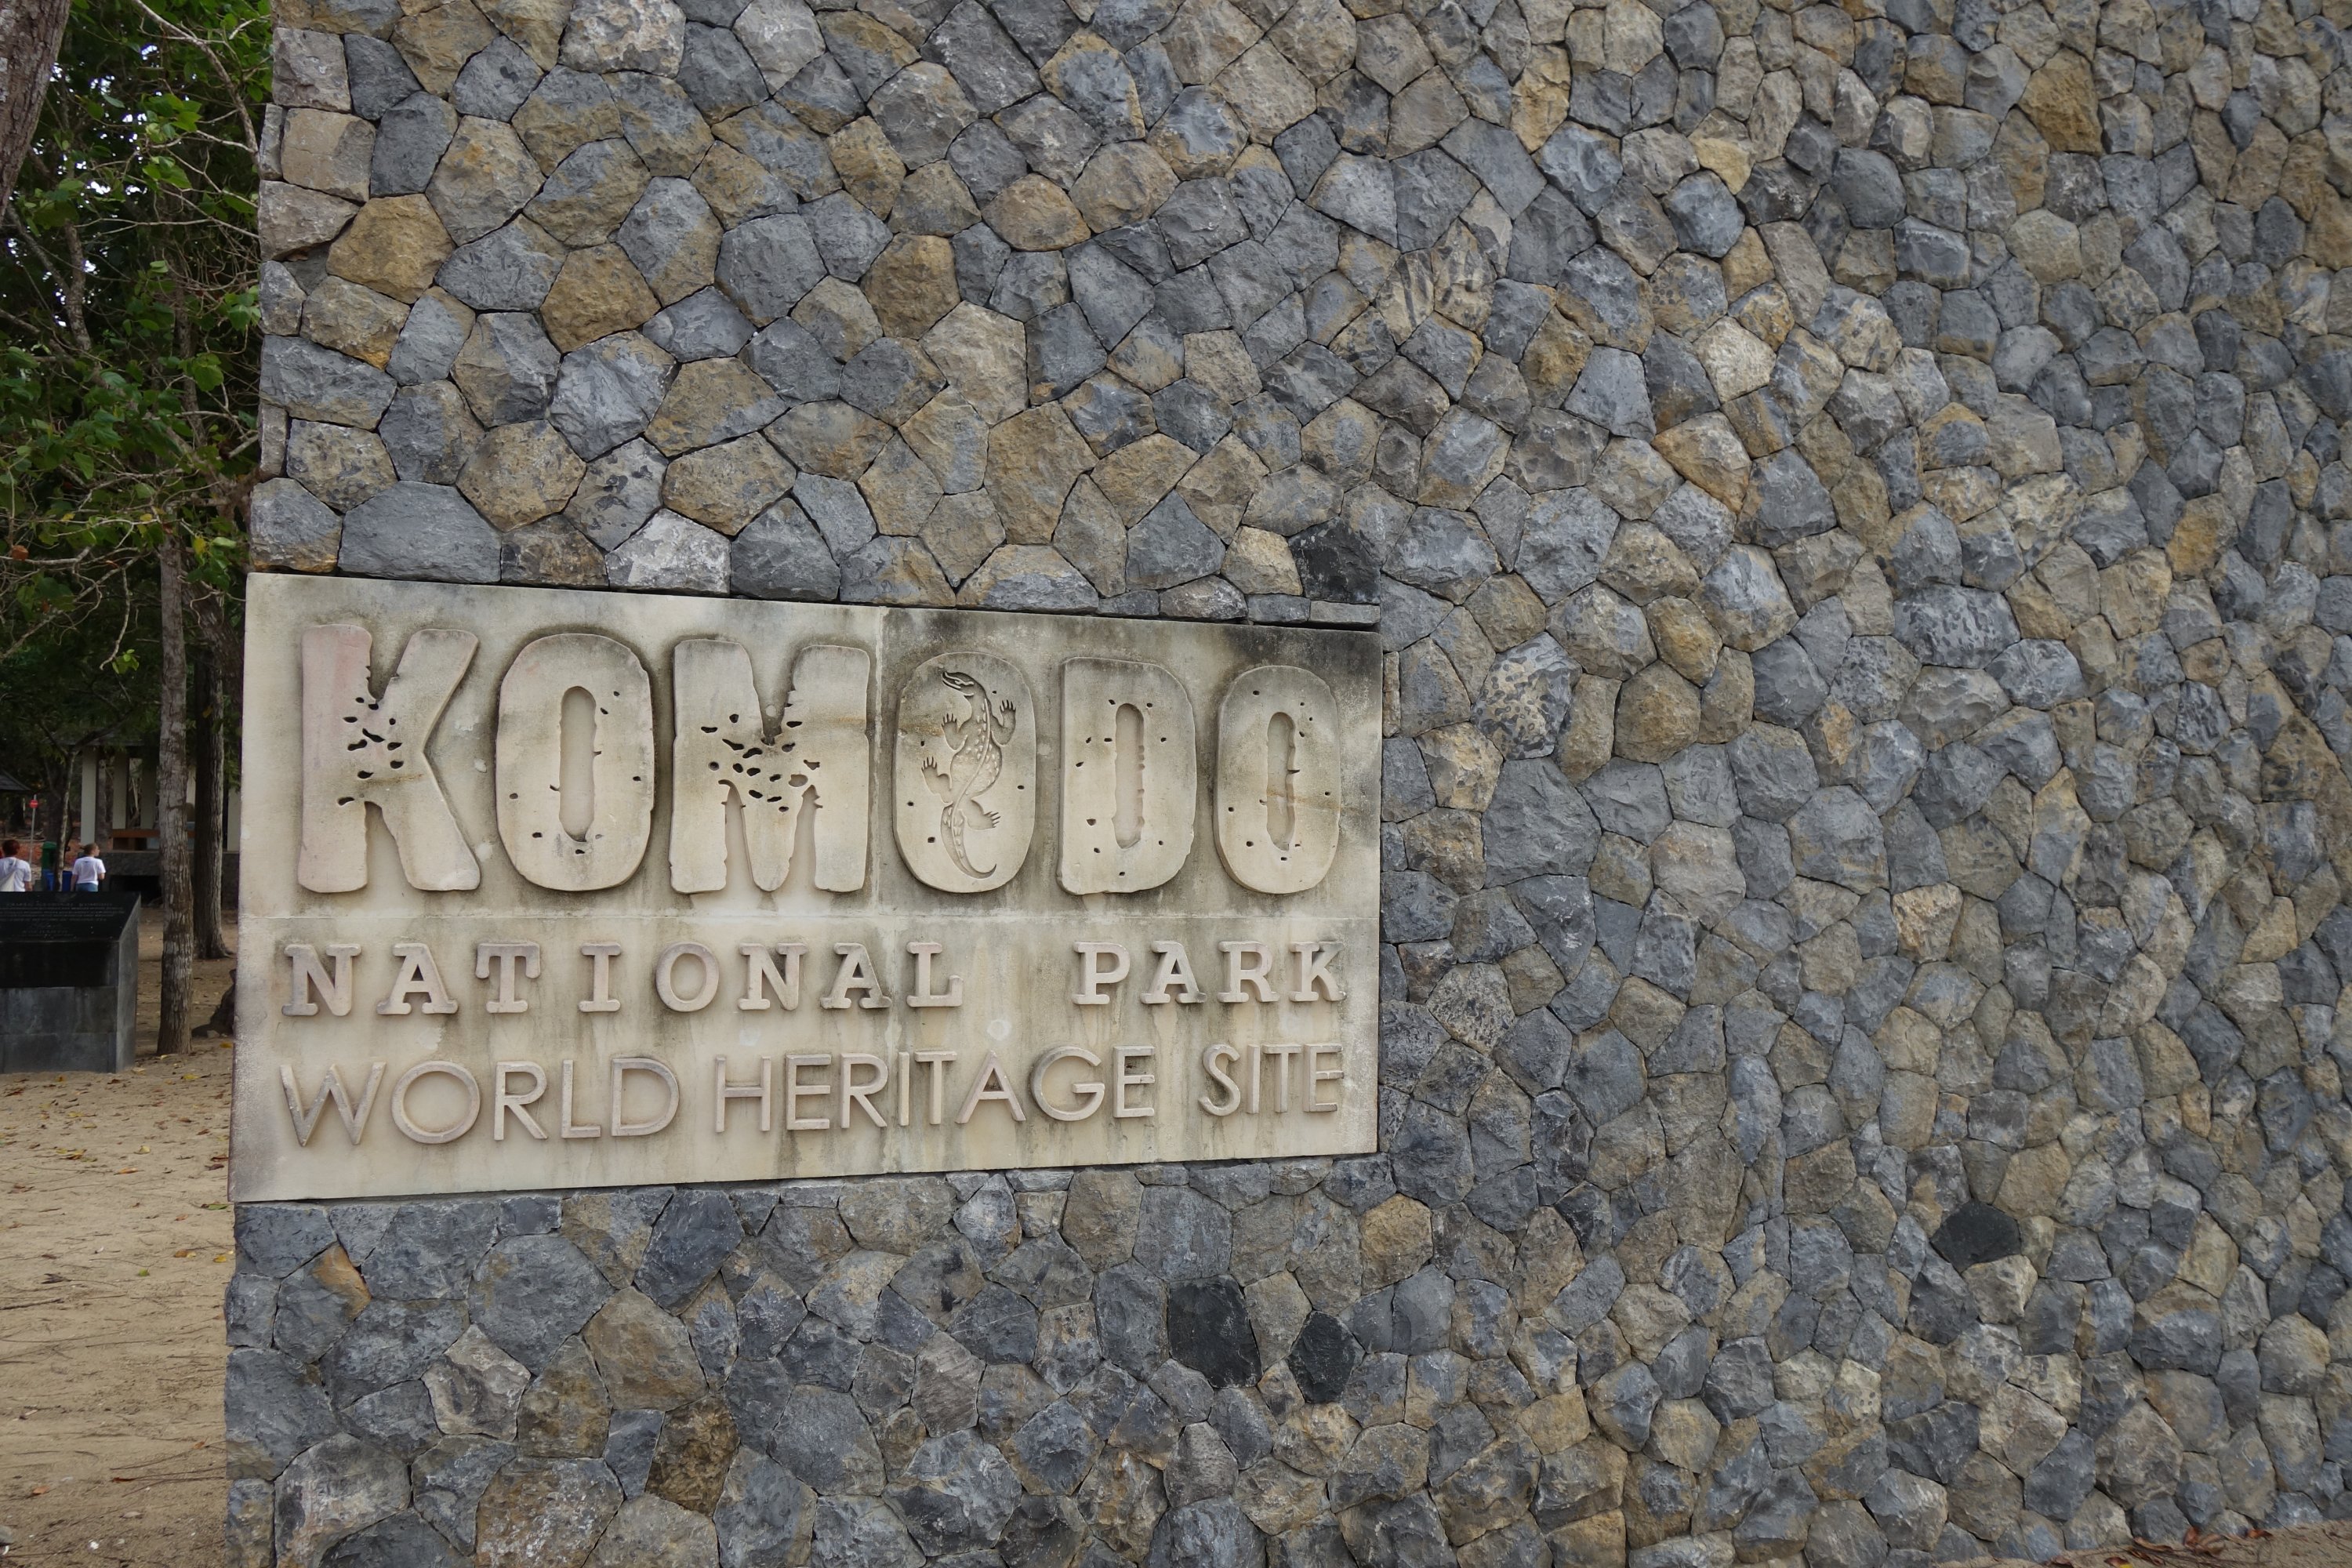 KOMODO
NATIONAL PARK
WORLD HERITAGE SITE